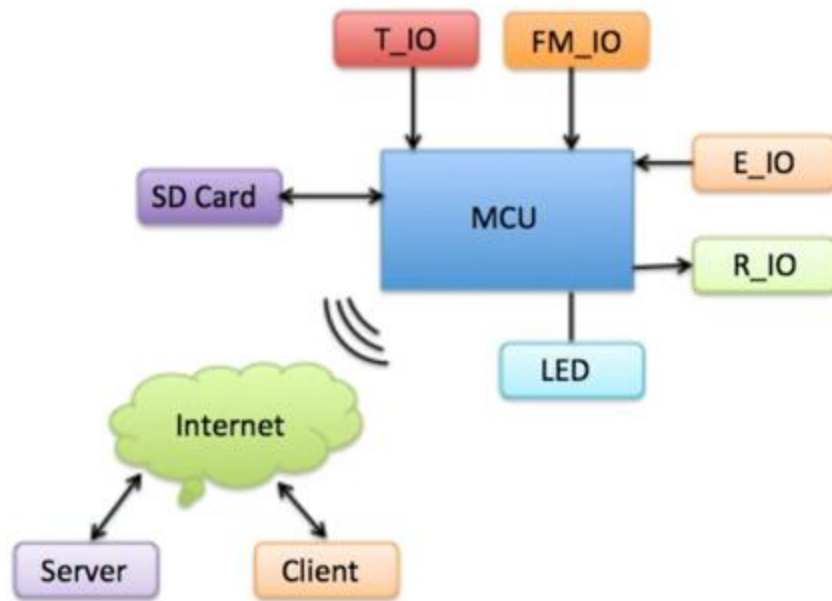 T_IO
FM_IO
E_IO
SD Card
MCU
R_IO
LED
Internet
Server
Client